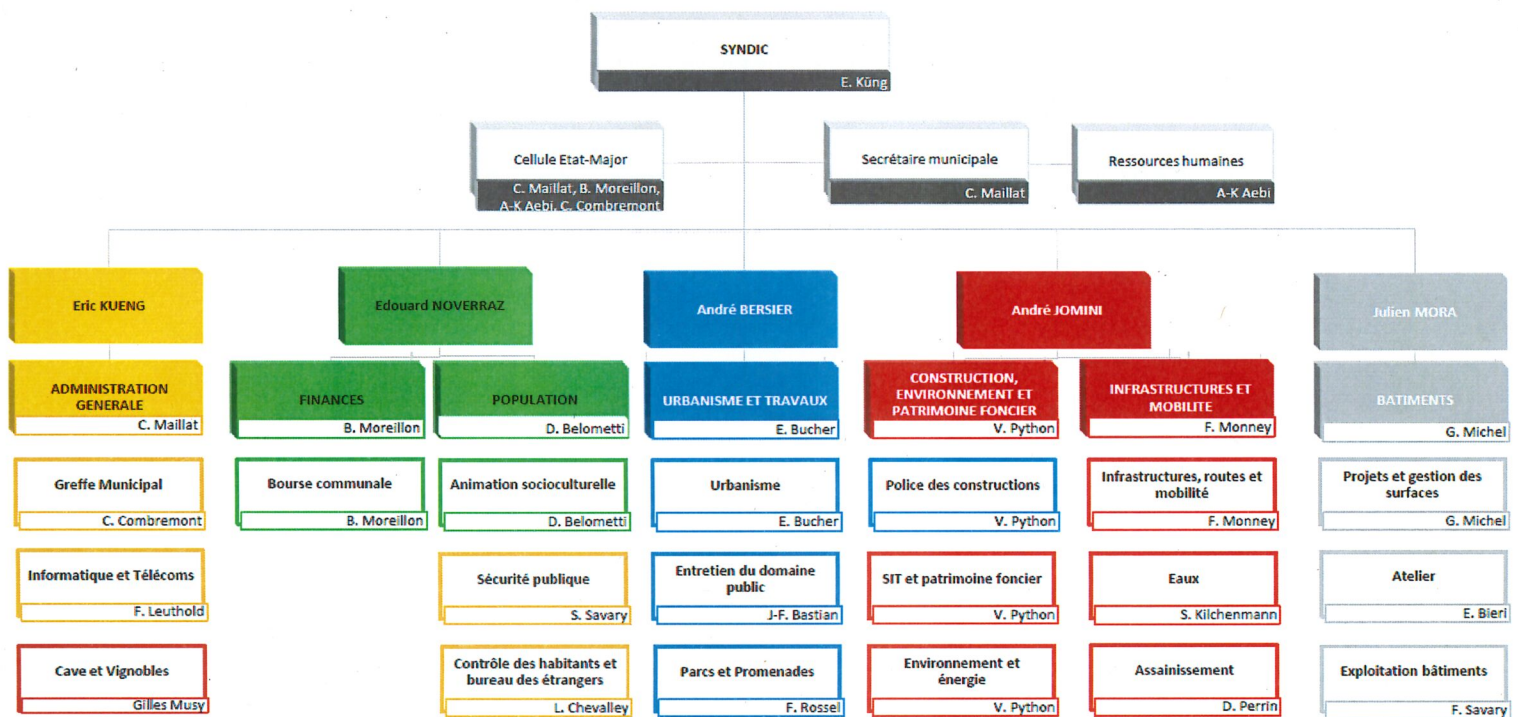 SYNDIC
E. Küng
Cellule Etat-Major
C. Maillat, B. Moreillon,
A-K Aebi, C. Combremont
Secrétaire municipale
C. Maillat
Ressources humaines
A-K Aebi
Eric KUENG
Edouard NOVERRAZ
André BERSIER
André JOMINI
Julien MORA
ADMINISTRATION
GENERALE
C. Maillat
FINANCES
B. Moreillon
POPULATION
D. Belometti
URBANISME ET TRAVAUX
E. Bucher
CONSTRUCTION,
ENVIRONNEMENT ET
PATRIMOINE FONCIER
V. Python
INFRASTRUCTURES ET
MOBILITE
F. Monney
BATIMENTS
G. Michel
Greffe Municipal
C. Combremont
Bourse communale
B. Moreillon
Animation socioculturelle
D. Belometti
Urbanisme
E. Bucher
Police des constructions
V. Python
Infrastructures, routes et
mobilité
F. Monney
Projets et gestion des
surfaces
G. Michel
Informatique et Télécoms
F. Leuthold
Sécurité publique
S. Savary
Entretien du domaine
public
J-F. Bastian
SIT et patrimoine foncier
V. Python
Eaux
S. Kilchenmann
Atelier
E. Bieri
Cave et Vignobles
Gilles Musy
Contrôle des habitants et
bureau des étrangers
L. Chevalley
Parcs et Promenades
F. Rossel
Environnement et
énergie
V. Python
Assainissement
D. Perrin
Exploitation bâtiments
F. Savary